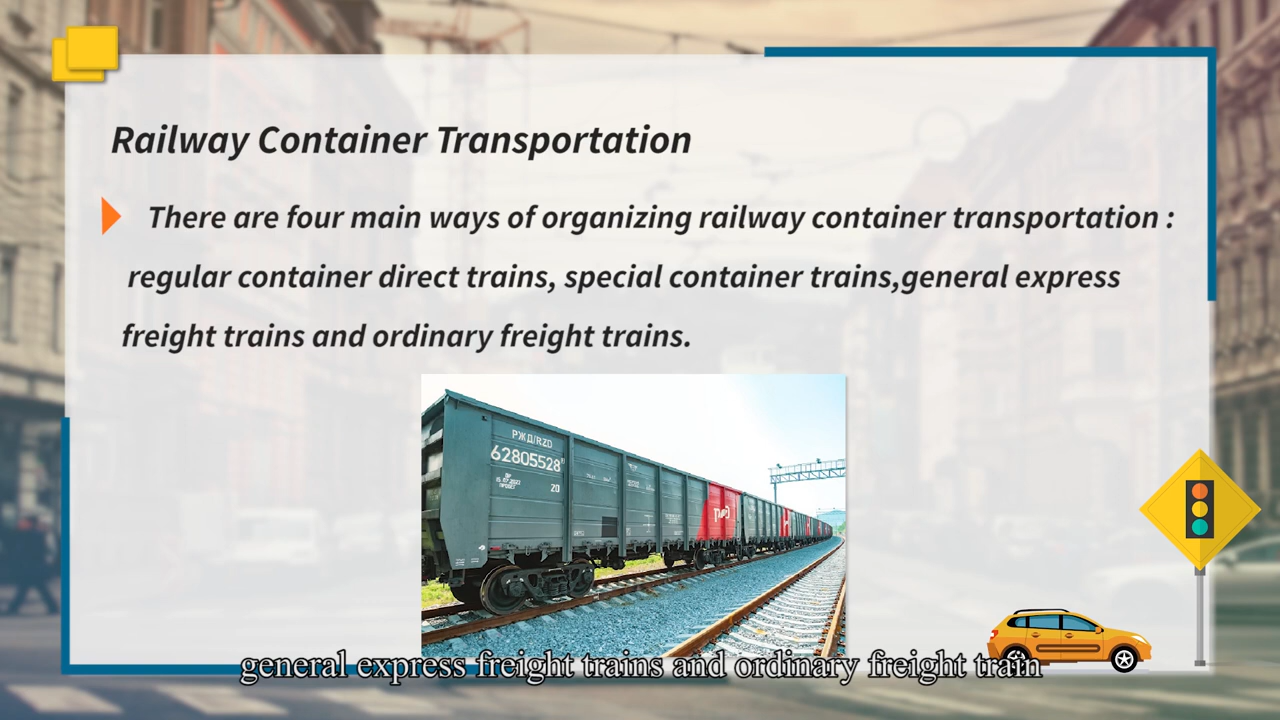 Railway Container Transportation
There are four main ways of organizing railway container transportation :
regular container direct trains, special container trains,general express
freight trains and ordinary freight trains.
РЖД/RZD
62805528
20
general express freight trains and ordinary freight train